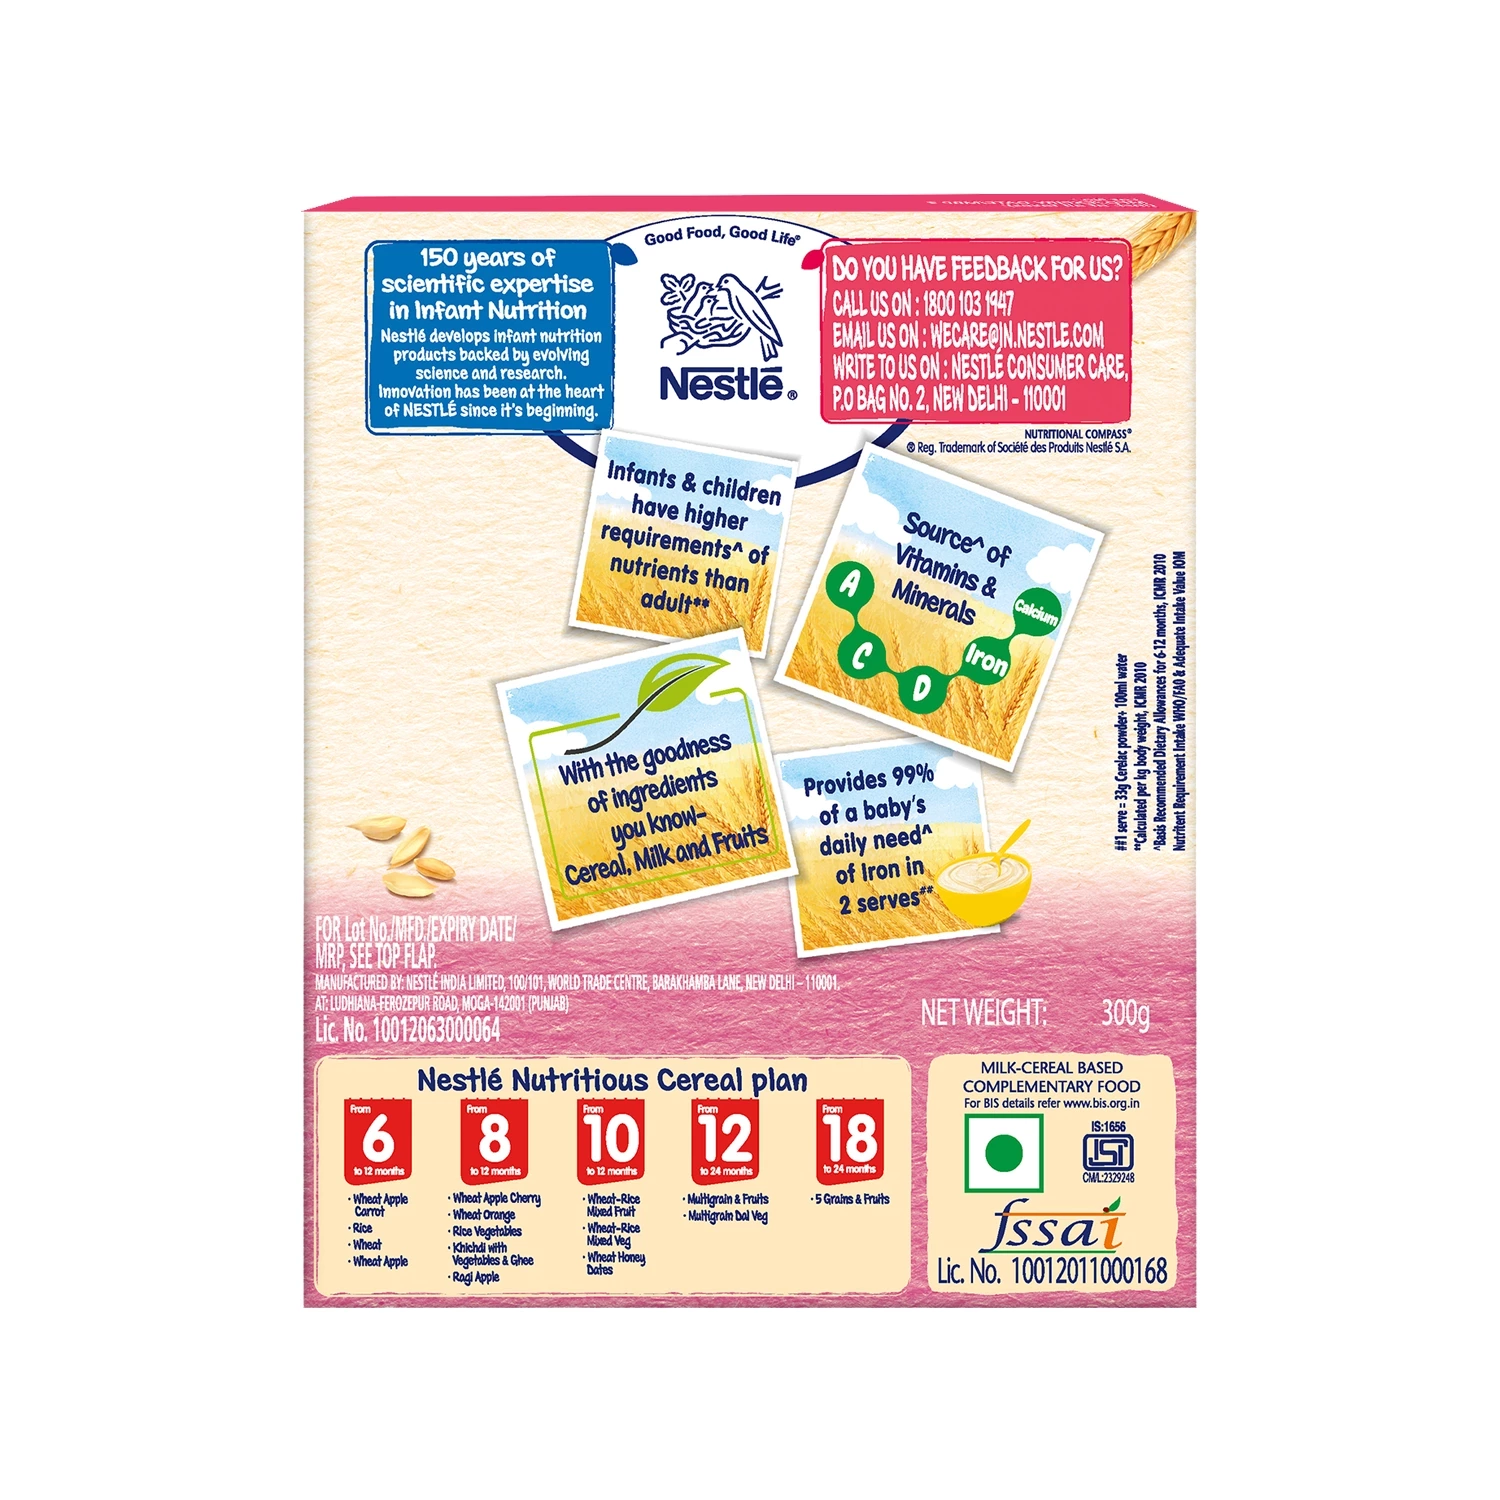 Good Food, Good Life®
Nestlé®
150 years of
scientific expertise
in Infant Nutrition
Nestlé develops infant nutrition
products backed by evolving
science and research.
Innovation has been at the heart
of NESTLÉ since it's beginning.
DO YOU HAVE FEEDBACK FOR US?
CALL US ON : 1800 103 1947
EMAIL US ON : WECARE@IN.NESTLE.COM
WRITE TO US ON : NESTLÉ CONSUMER CARE,
P.O BAG NO. 2, NEW DELHI - 110001
NUTRITIONAL COMPASS®
® Reg. Trademark of Société des Produits Nestlé S.A.
Infants & children
have higher
requirements^ of
nutrients than
adult**
Source^ of
Vitamins &
Minerals
A
C
D
Iron
Calcium
With the goodness
of ingredients
you know-
Cereal, Milk and Fruits
Provides 99%
of a baby's
daily need^
of Iron in
2 serves##
##1 serve = 33g Cerelac powder+ 100ml water
**Calculated per kg body weight, ICMR 2010
^Basis Recommended Dietary Allowances for 6-12 months, ICMR 2010
Nutritent Requirement Intake WHO/FAO & Adequate Intake Value IOM
FOR Lot No./MFD./EXPIRY DATE/
MRP, SEE TOP FLAP.
MANUFACTURED BY: NESTLÉ INDIA LIMITED, 100/101, WORLD TRADE CENTRE, BARAKHAMBA LANE, NEW DELHI – 110001.
AT: LUDHIANA-FEROZEPUR ROAD, MOGA-142001 (PUNJAB)
Lic. No. 10012063000064
NET WEIGHT: 300g
Nestlé Nutritious Cereal plan
From
6
to 12 months
· Wheat Apple
Carrot
· Rice
· Wheat
· Wheat Apple
From
8
to 12 months
· Wheat Apple Cherry
· Wheat Orange
· Rice Vegetables
· Khichdi with
Vegetables & Ghee
· Ragi Apple
From
10
to 12 months
· Wheat-Rice
Mixed Fruit
· Wheat-Rice
Mixed Veg
· Wheat Honey
Dates
From
12
to 24 months
· Multigrain & Fruits
· Multigrain Dal Veg
From
18
to 24 months
· 5 Grains & Fruits
MILK-CEREAL BASED
COMPLEMENTARY FOOD
For BIS details refer www.bis.org.in
IS:1656
ISI
CM/L:2329248
fssai
Lic. No. 10012011000168